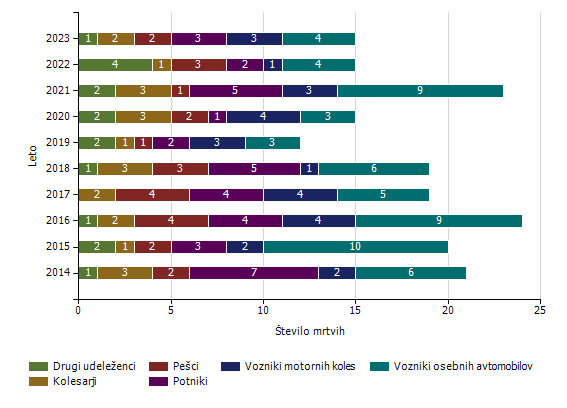 2023 1 2 2 3 3 4
2022 4 1 3 2 1 4
2021 2 3 1 5 3 9
2020 2 3 2 1 4 3
2019 2 1 1 2 3 3
2018 1 3 3 5 1 6
2017 2 4 4 4 5
2016 1 2 4 4 4 9
2015 2 1 2 3 2 10
2014 1 3 2 7 2 6
Leto
0 5 10 15 20 25
Število mrtvih
Drugi udeleženci Pešci Vozniki motornih koles Vozniki osebnih avtomobilov
Kolesarji Potniki